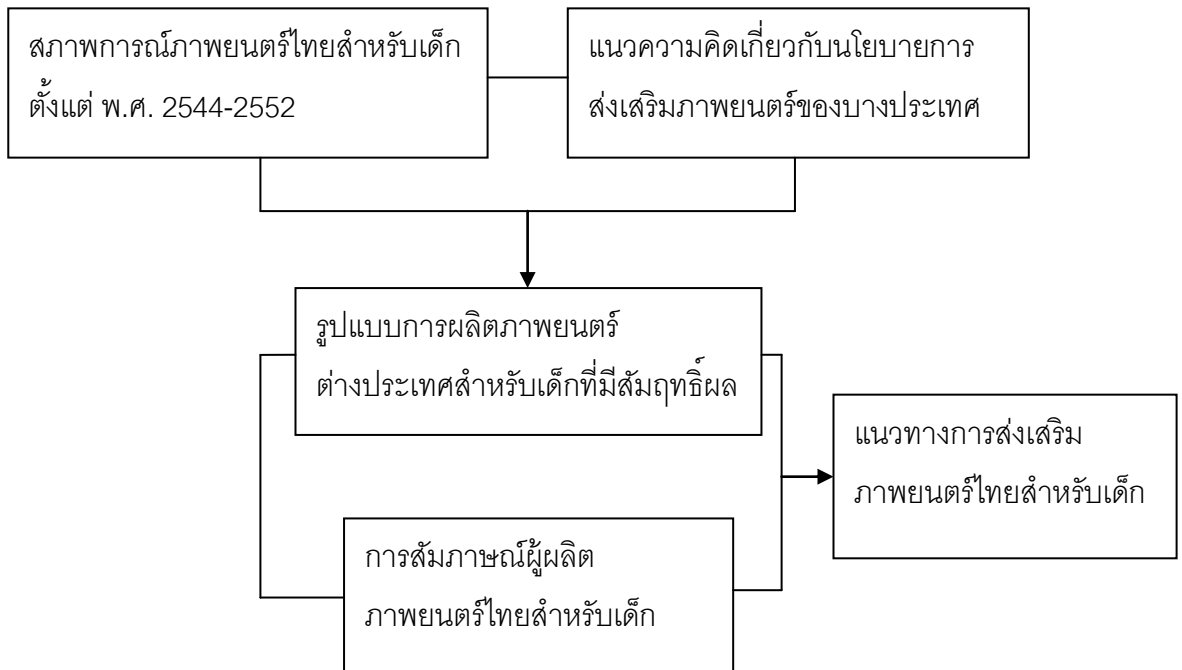 สภาพการณ์ภาพยนตร์ไทยสำหรับเด็ก
ตั้งแต่ พ.ศ. 2544-2552
แนวความคิดเกี่ยวกับนโยบายการ
ส่งเสริมภาพยนตร์ของบางประเทศ
รูปแบบการผลิตภาพยนตร์
ต่างประเทศสำหรับเด็กที่มีสัมฤทธิ์ผล
แนวทางการส่งเสริม
ภาพยนตร์ไทยสำหรับเด็ก
การสัมภาษณ์ผู้ผลิต
ภาพยนตร์ไทยสำหรับเด็ก